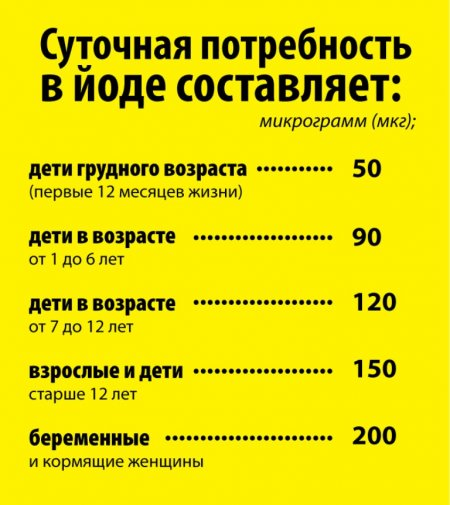 Суточная потребность
в йоде составляет:
микрограмм (мкг);
дети грудного возраста ············ 50
(первые 12 месяцев жизни)
дети в возрасте ····················· 90
от 1 до 6 лет
дети в возрасте ····················· 120
от 7 до 12 лет
взрослые и дети ····················· 150
старше 12 лет
беременные ························· 200
и кормящие женщины